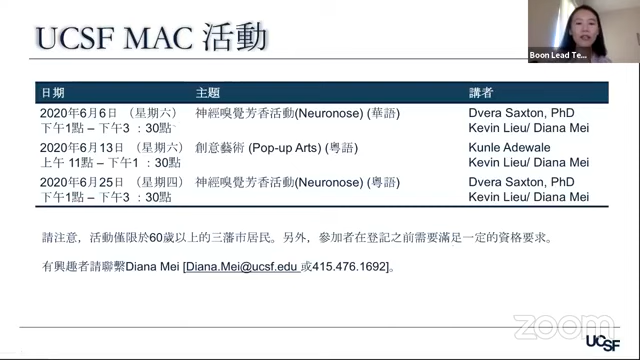 UCSF MAC 活動
Boon Lead Te...
日期 主題 講者
2020年6月6日 （星期六） 神經嗅覺芳香活動(Neuronose) (華語) Dvera Saxton, PhD
下午1點 – 下午3 ：30點 Kevin Lieu/ Diana Mei
2020年6月13日 （星期六） 創意藝術 (Pop-up Arts) (粵語) Kunle Adewale
上午 11點 – 下午1 ：30點 Kevin Lieu/ Diana Mei
2020年6月25日 （星期四） 神經嗅覺芳香活動(Neuronose) (粵語) Dvera Saxton, PhD
下午1點 – 下午3 ：30點 Kevin Lieu/ Diana Mei
請注意，活動僅限於60歲以上的三藩市居民。另外，參加者在登記之前需要滿足一定的資格要求。
有興趣者請聯繫Diana Mei [Diana.Mei@ucsf.edu 或415.476.1692]。
zoom
UCSF